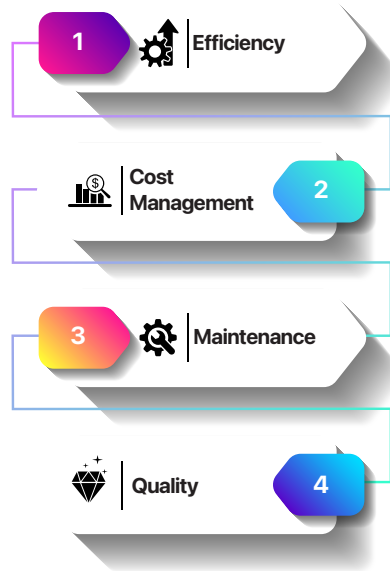 1
Efficiency
Cost
Management
2
3
Maintenance
Quality
4